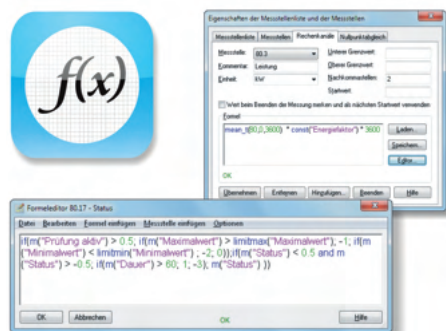 f(x)
Eigenschaften der Messstellenliste und der Messstellen
Messstellenliste Messstellen Rechenkanäle Nullpunktabgleich
Messstelle: 80.3 Unterer Grenzwert:
Kommentar: Leistung Oberer Grenzwert:
Einheit: kW Nachkommastellen: 2
Startwert:
Wert beim Beenden der Messung merken und als nächsten Startwert verwenden
Formel
mean_t(80,0,3600) * const("Energiefaktor") * 3600
Laden...
Speichern...
Editor...
OK
Übernehmen Entfernen Hinzufügen... Beenden Hilfe
Formeleditor 80.17 - Status
Datei Bearbeiten Formel einfügen Messstelle einfügen Optionen
if(m("Prüfung aktiv") > 0.5; if(m("Maximalwert") > limitmax("Maximalwert"); -1; if(m
("Minimalwert") < limitmin("Minimalwert") ; -2; 0));if(m("Status") < 0.5 and m
("Status") > -0.5; if(m("Dauer") > 60; 1; -3); m("Status") ))
OK Abbrechen OK Hilfe